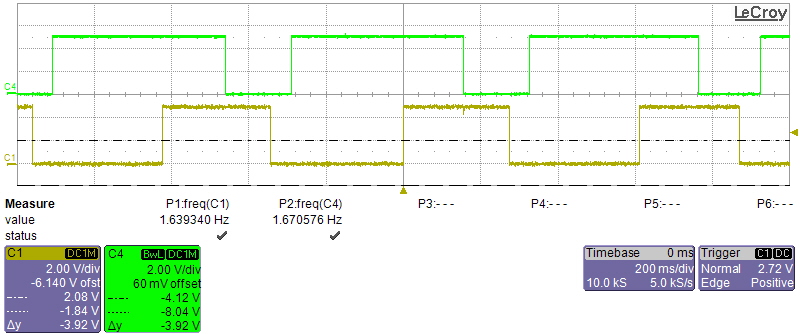 LeCroy
C4
C1
Measure P1:freq(C1) P2:freq(C4) P3:- - - P4:- - - P5:- - - P6:- - -
value 1.639340 Hz 1.670576 Hz
status
C1 DC1M
2.00 V/div
-6.140 V ofst
2.08 V
-1.84 V
Δy -3.92 V
C4 BwL DC1M
2.00 V/div
60 mV offset
-4.12 V
-8.04 V
Δy -3.92 V
Timebase 0 ms
200 ms/div
10.0 kS 5.0 kS/s
Trigger C1 DC
Normal 2.72 V
Edge Positive